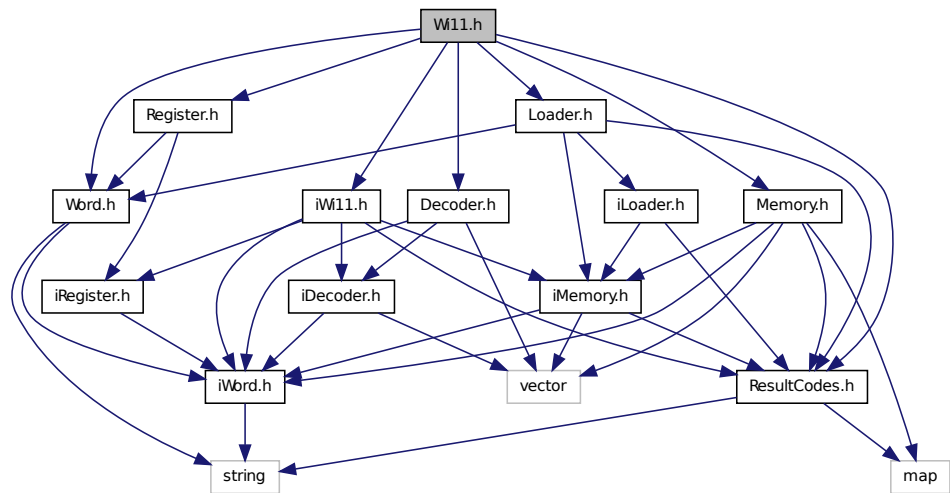 Wi11.h
Register.h
Loader.h
Word.h
iWi11.h
Decoder.h
iLoader.h
Memory.h
iRegister.h
iDecoder.h
iMemory.h
iWord.h
vector
ResultCodes.h
string
map